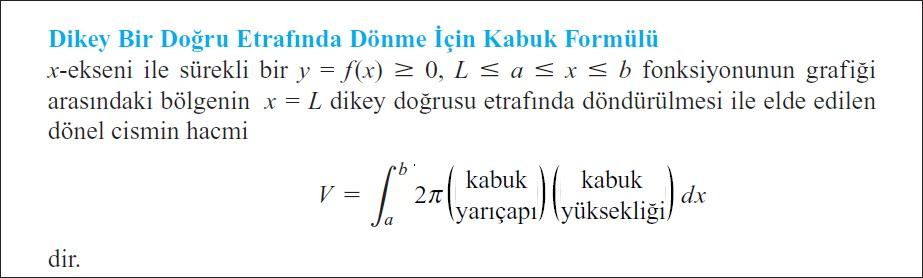 Dikey Bir Doğru Etrafında Dönme İçin Kabuk Formülü
x-ekseni ile sürekli bir y = f(x) ≥ 0, L ≤ a ≤ x ≤ b fonksiyonunun grafiği
arasındaki bölgenin x = L dikey doğrusu etrafında döndürülmesi ile elde edilen
dönel cismin hacmi
V = ∫_a^b 2π (kabuk yarıçapı) (kabuk yüksekliği) dx
dir.